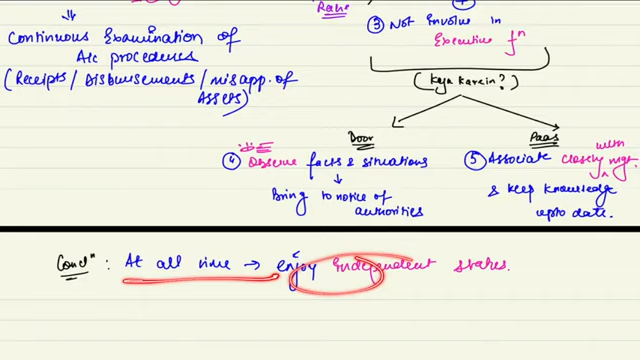 Rare
③ Not Involve in
Executive fⁿ
Continuous Examination of
A/c procedures
(Receipts / Disbursements / misapp. of
Assets)
(Kya karein?)
Door
Paas
④ Observe facts & situations
Bring to notice of
authorities
⑤ Associate closely with mgt.
& keep knowledge
upto date.
Concln : At all time → enjoy independent status.